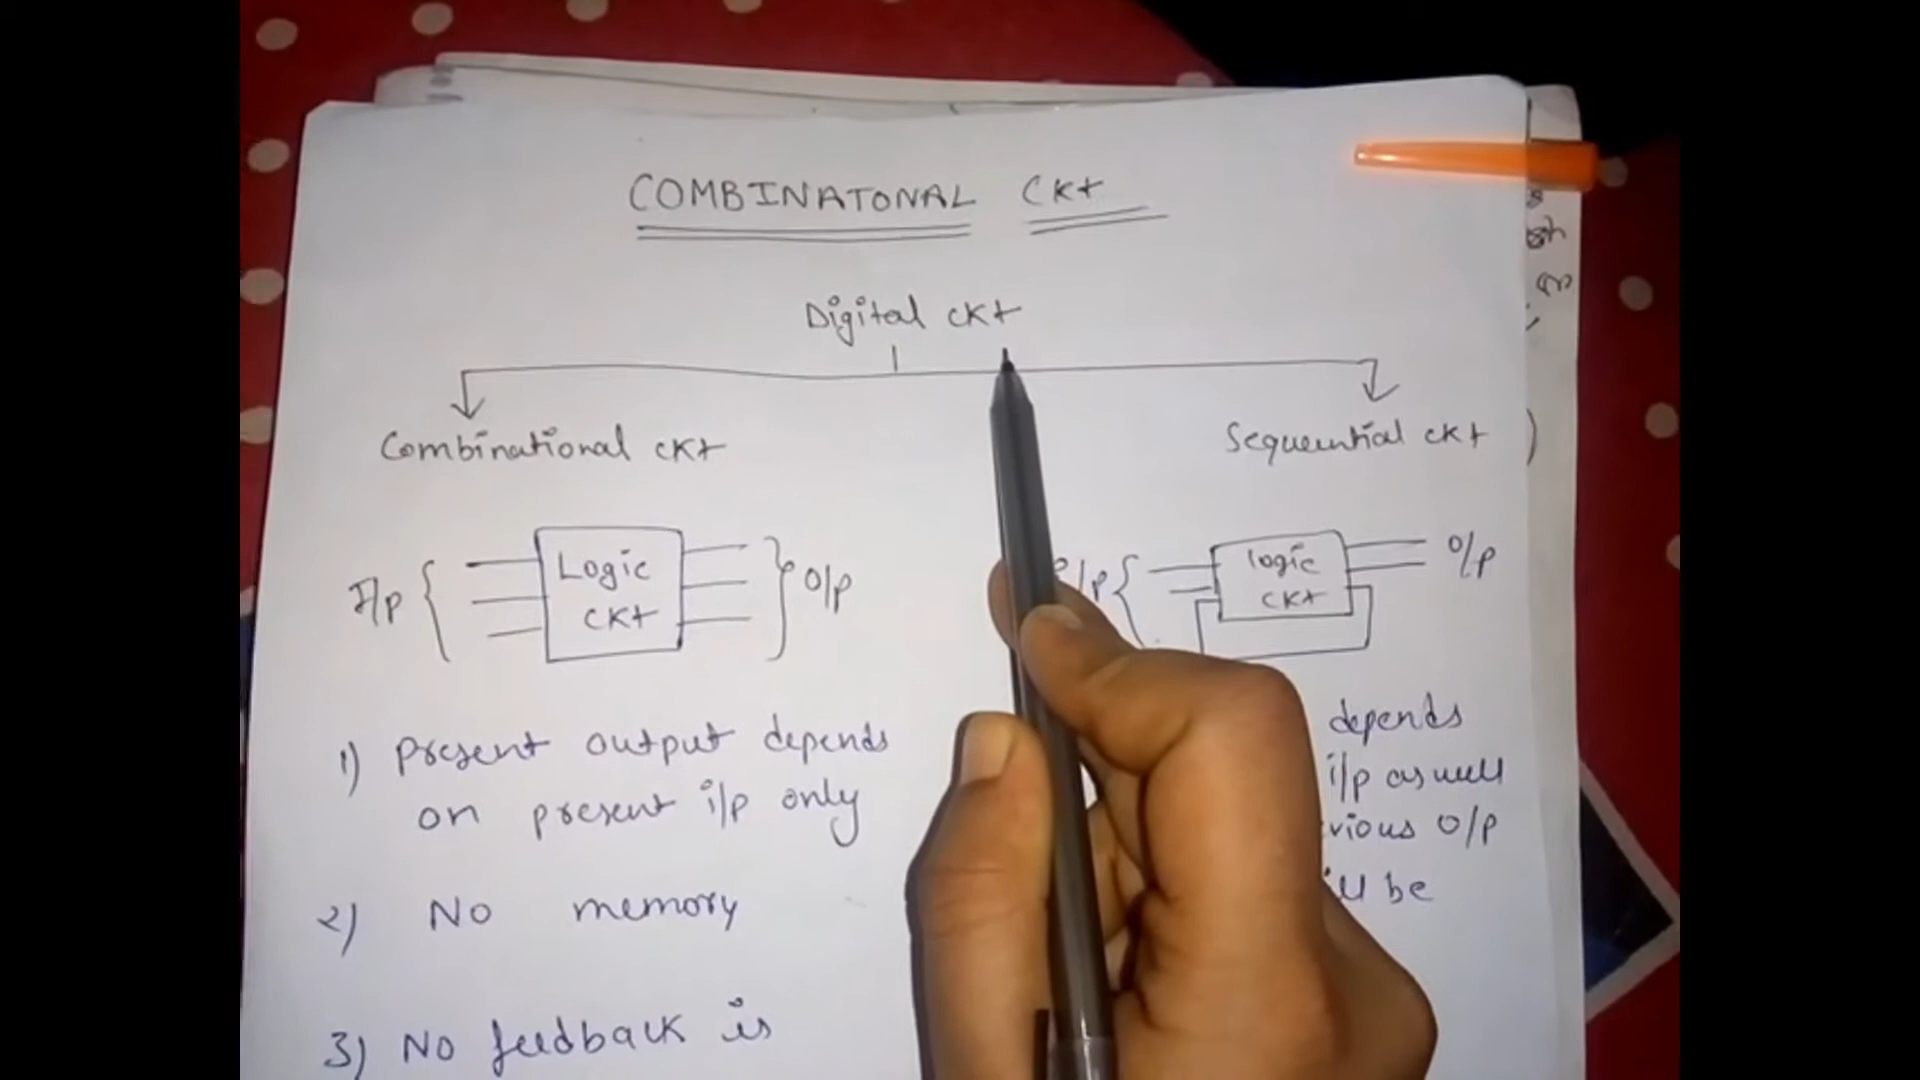 COMBINATONAL CKt
Digital CKt
Combinational CKt
Sequential CKt
I/p
Logic
CKt
O/p
/p
logic
CKt
O/p
1) Present output depends
on present i/p only
2) No memory
3) No feedback is
depends
i/p as well
vious O/p
be